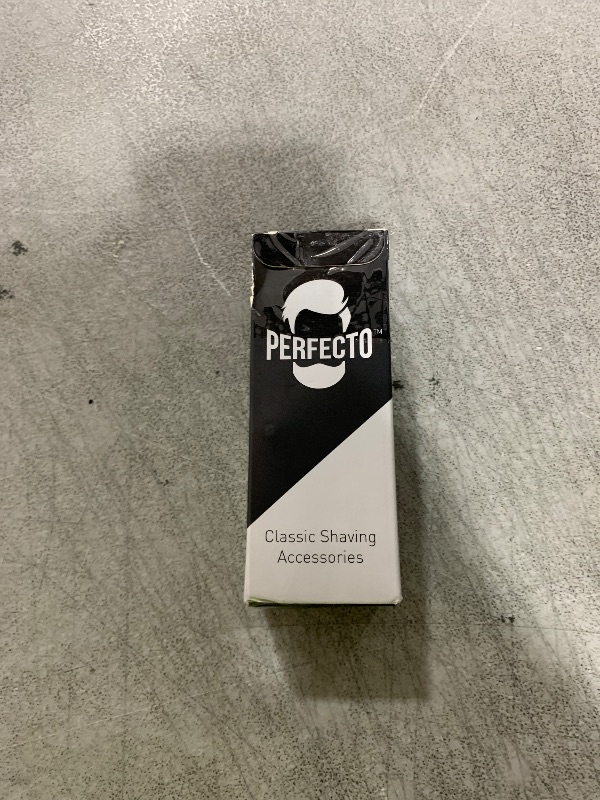 PERFECTO™
Classic Shaving
Accessories